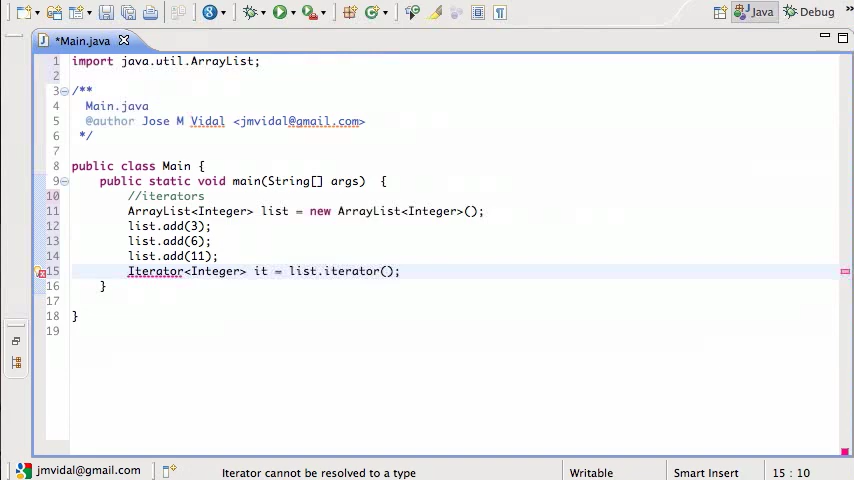 Java
Debug
*Main.java
1 import java.util.ArrayList;
2
3 /**
4 Main.java
5 @author Jose M Vidal <jmvidal@gmail.com>
6 */
7
8 public class Main {
9 public static void main(String[] args) {
10 //iterators
11 ArrayList<Integer> list = new ArrayList<Integer>();
12 list.add(3);
13 list.add(6);
14 list.add(11);
15 Iterator<Integer> it = list.iterator();
16 }
17
18 }
19
jmvidal@gmail.com Iterator cannot be resolved to a type Writable Smart Insert 15 : 10